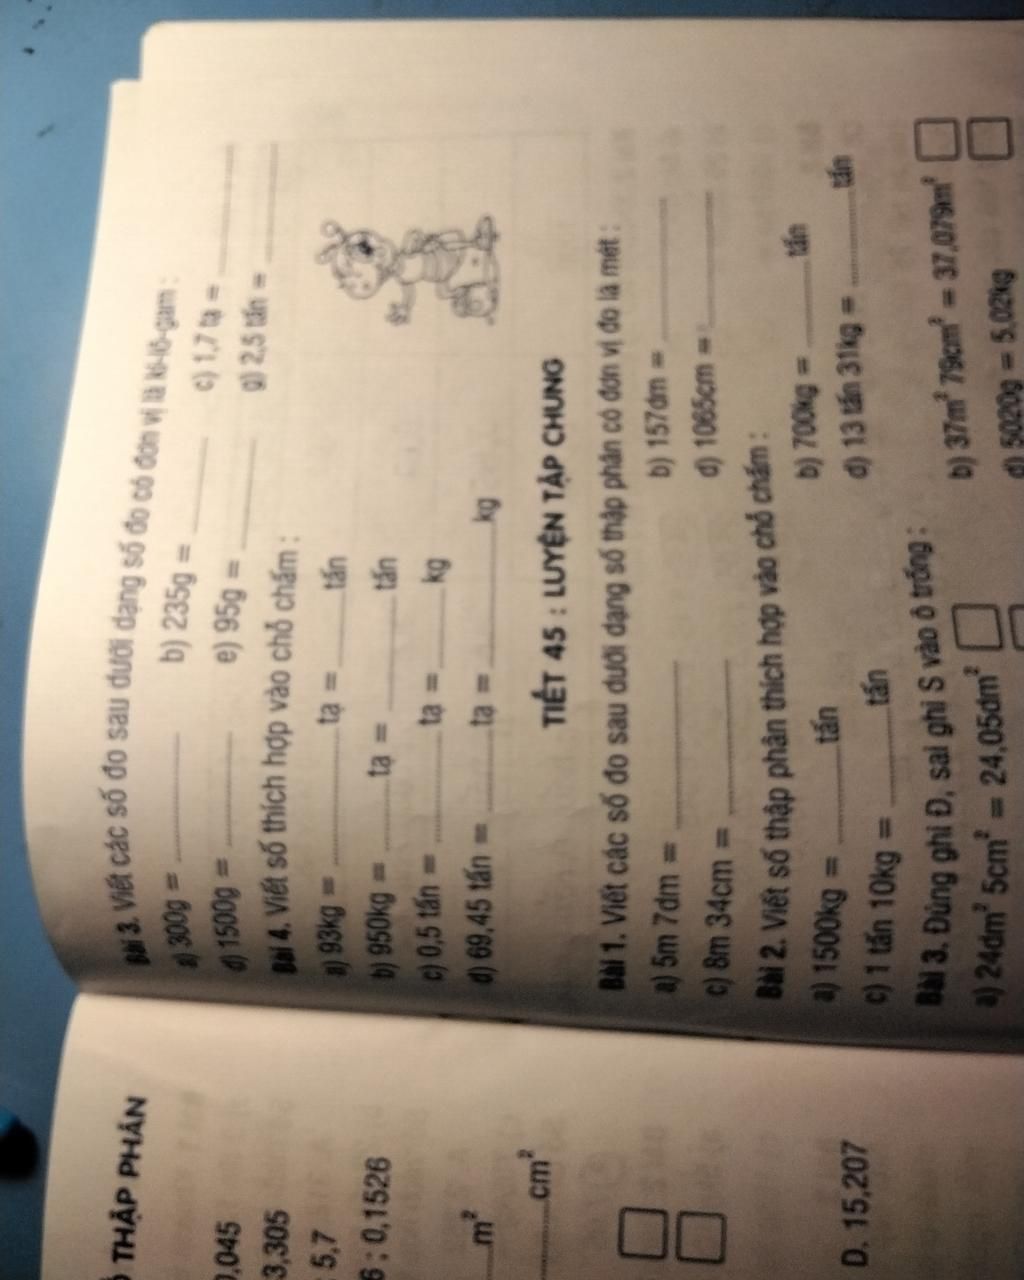 THẬP PHÂN
,045
3,305
5,7
6 : 0,1526
m²
cm²
D. 15,207
Bài 3. Viết các số đo sau dưới dạng số đo có đơn vị là ki-lô-gam :
a) 300g = ........ b) 235g = ........ c) 1,7 tạ = ........
d) 1500g = ........ e) 95g = ........ g) 2,5 tấn = ........
Bài 4. Viết số thích hợp vào chỗ chấm :
a) 93kg = ........tạ = ........tấn
b) 950kg = ........tạ = ........tấn
c) 0,5 tấn = ........tạ = ........kg
d) 69,45 tấn = ........tạ = ........kg
TIẾT 45 : LUYỆN TẬP CHUNG
Bài 1. Viết các số đo sau dưới dạng số thập phân có đơn vị đo là mét :
a) 5m 7dm = ........ b) 157dm = ........
c) 8m 34cm = ........ d) 1065cm = ........
Bài 2. Viết số thập phân thích hợp vào chỗ chấm :
a) 1500kg = ........tấn b) 700kg = ........tấn
c) 1 tấn 10kg = ........tấn d) 13 tấn 31kg = ........tấn
Bài 3. Đúng ghi Đ, sai ghi S vào ô trống :
a) 24dm² 5cm² = 24,05dm² b) 37m² 79cm² = 37,079m²
d) 5020g = 5,02kg